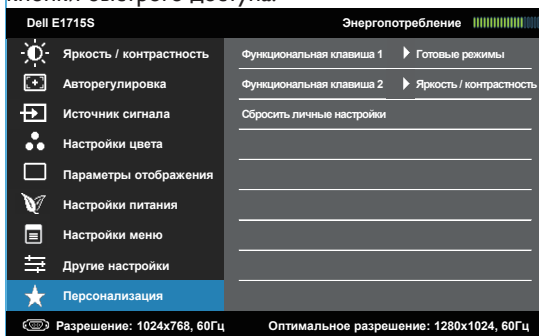 кнопки быстрого доступа.
Dell E1715S Энергопотребление
Яркость / контрастность Функциональная клавиша 1 Готовые режимы
Авторегулировка Функциональная клавиша 2 Яркость / контрастность
Источник сигнала Сбросить личные настройки
Настройки цвета
Параметры отображения
Настройки питания
Настройки меню
Другие настройки
Персонализация
Разрешение: 1024x768, 60Гц Оптимальное разрешение: 1280x1024, 60Гц